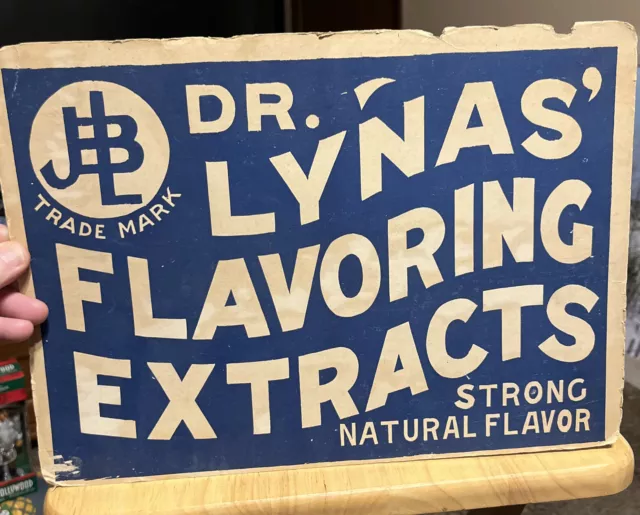 JBL
TRADE MARK
DR. LYNAS'
FLAVORING
EXTRACTS
STRONG
NATURAL FLAVOR